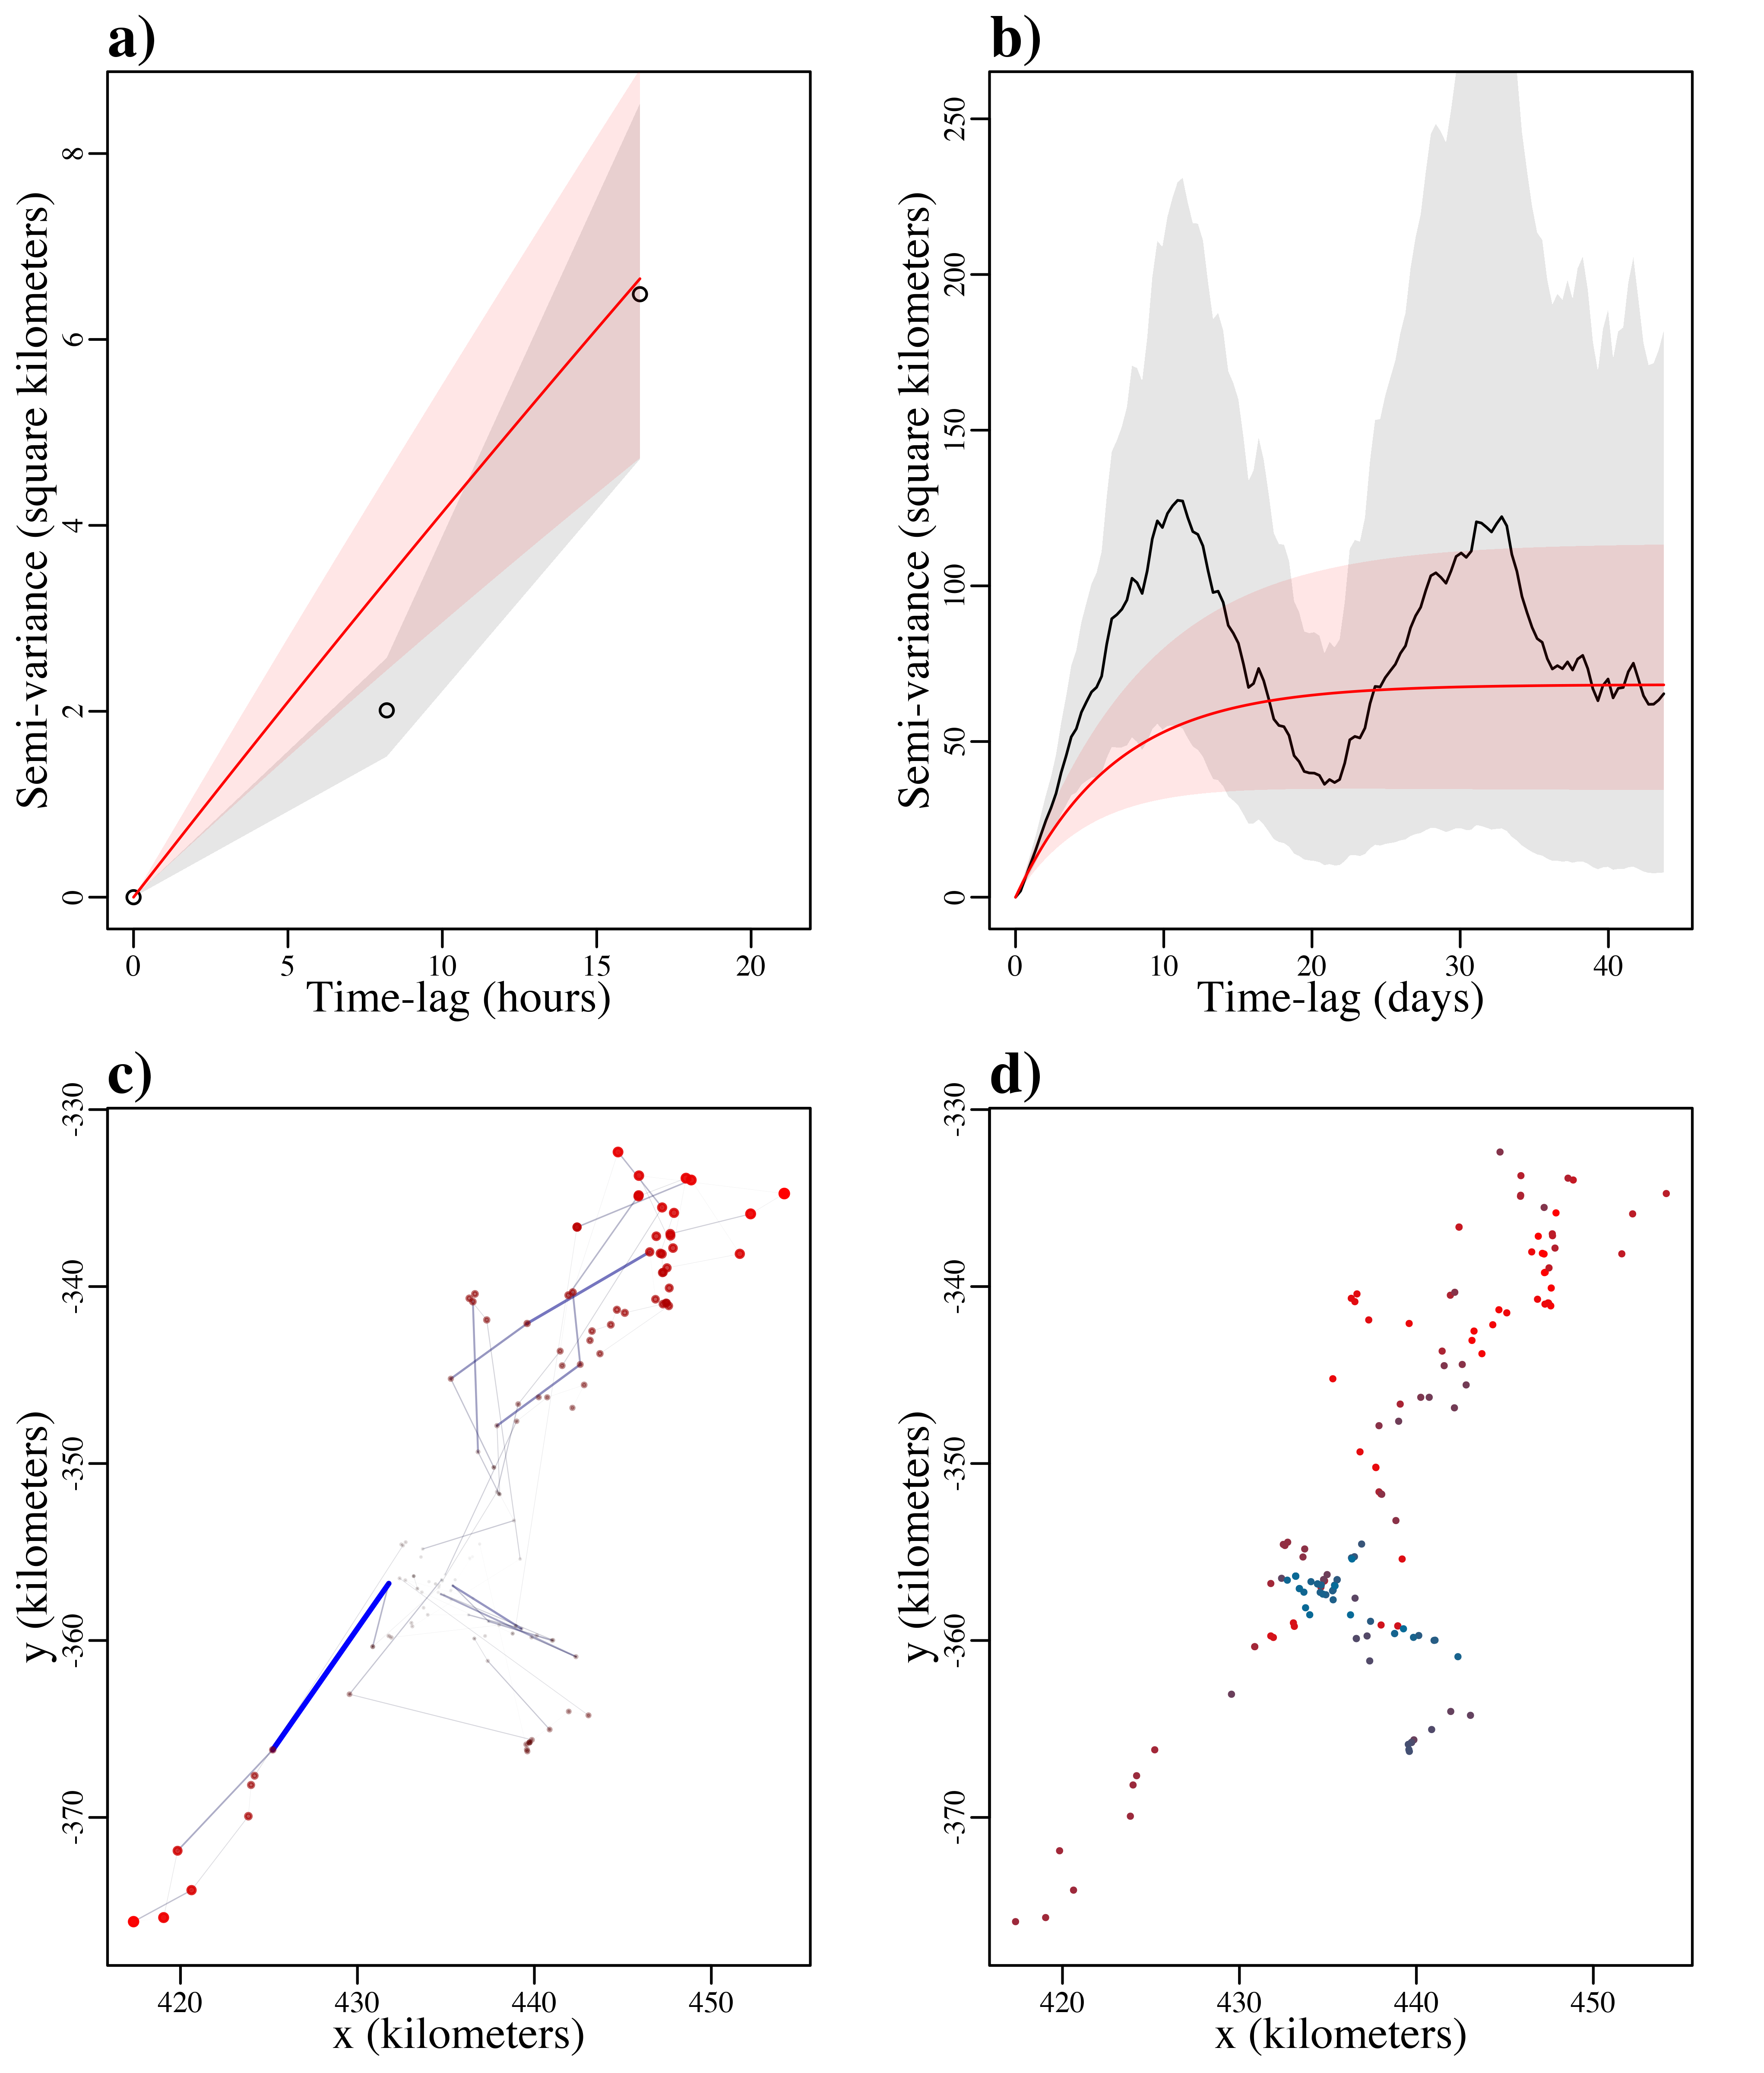 a)
Semi-variance (square kilometers)
0 2 4 6 8
0 5 10 15 20
Time-lag (hours)
b)
Semi-variance (square kilometers)
0 50 100 150 200 250
0 10 20 30 40
Time-lag (days)
c)
y (kilometers)
-370 -360 -350 -340 -330
420 430 440 450
x (kilometers)
d)
y (kilometers)
-370 -360 -350 -340 -330
420 430 440 450
x (kilometers)